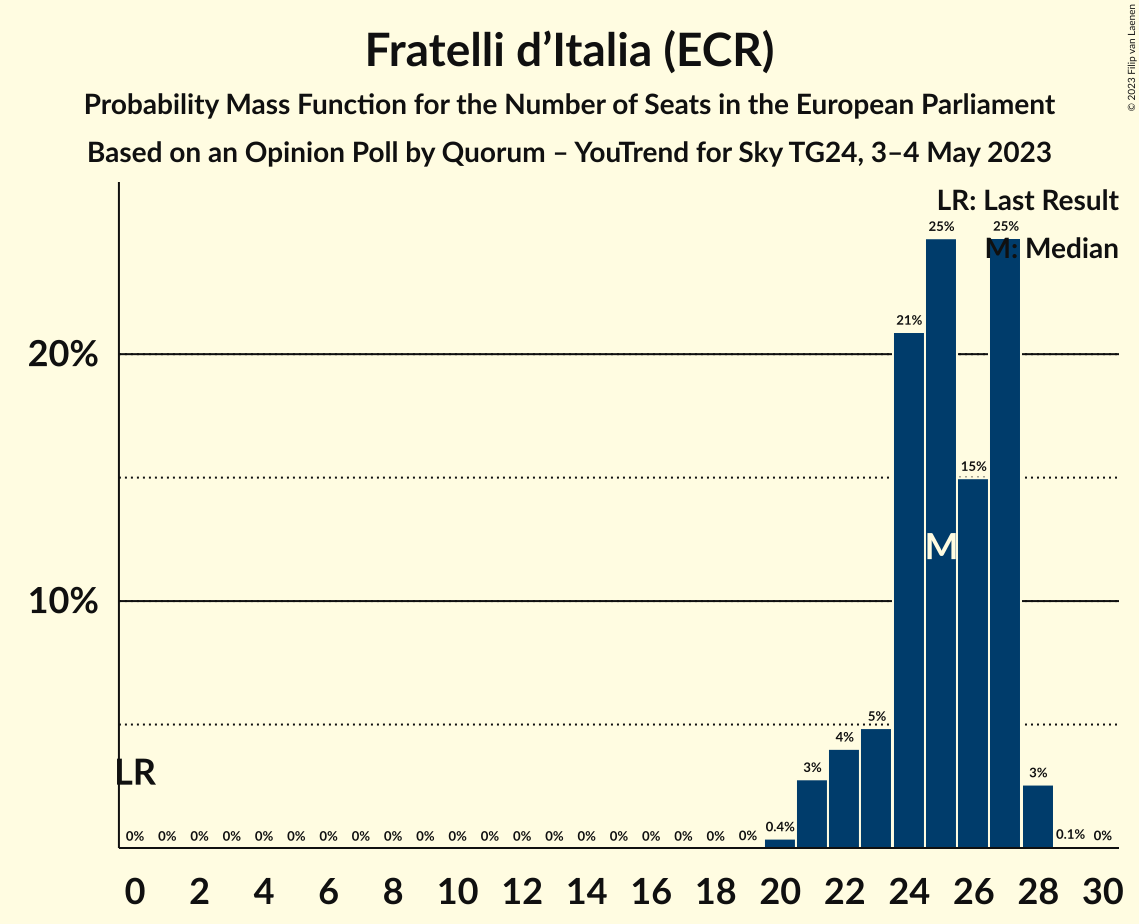 Fratelli d’Italia (ECR)
Probability Mass Function for the Number of Seats in the European Parliament
Based on an Opinion Poll by Quorum – YouTrend for Sky TG24, 3–4 May 2023
© 2023 Filip van Laenen
LR: Last Result
M: Median
25% 25%
21%
20%
15%
M
10%
5%
4%
3% 3%
LR
0% 0% 0% 0% 0% 0% 0% 0% 0% 0% 0% 0% 0% 0% 0% 0% 0% 0% 0% 0% 0.4% 0.1% 0%
0 2 4 6 8 10 12 14 16 18 20 22 24 26 28 30